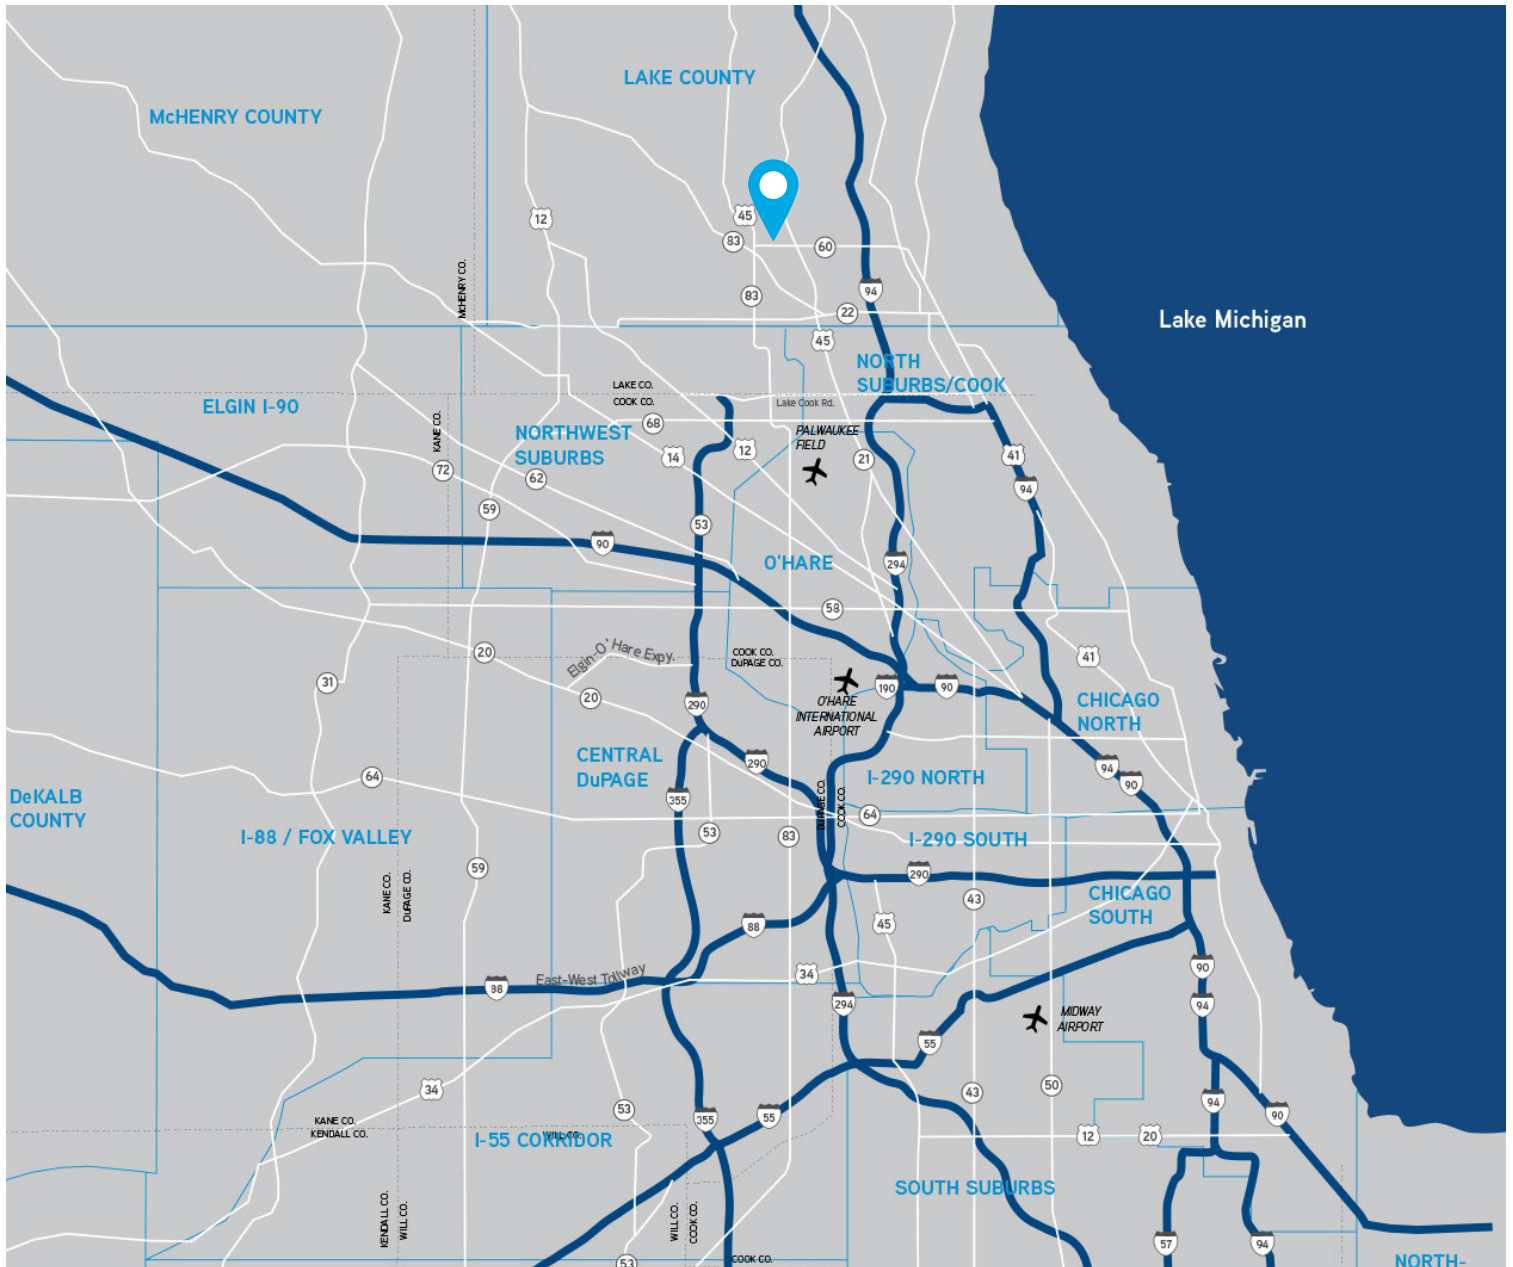 LAKE COUNTY
McHENRY COUNTY
45
12
83
60
McHENRY CO.
94
83
22
Lake Michigan
45
NORTH
SUBURBS/COOK
LAKE CO.
COOK CO.
Lake Cook Rd.
ELGIN I-90
KANE CO.
68
NORTHWEST
SUBURBS
PALWAUKEE
FIELD
14
12
21
41
72
62
94
59
53
90
O'HARE
294
58
Elgin-O'Hare Expy.
20
COOK CO.
DuPAGE CO.
41
31
20
190
90
290
O'HARE
INTERNATIONAL
AIRPORT
CHICAGO
NORTH
CENTRAL
DuPAGE
290
94
90
64
I-290 NORTH
DeKALB
COUNTY
355
DuPAGE CO.
COOK CO.
64
I-88 / FOX VALLEY
53
83
I-290 SOUTH
59
290
KANE CO.
DuPAGE CO.
43
CHICAGO
SOUTH
88
45
East-West Tollway
34
90
88
294
94
MIDWAY
AIRPORT
55
34
43
50
53
355
55
94
90
KANE CO.
KENDALL CO.
I-55 CORRIDOR
WILL CO.
12
20
SOUTH SUBURBS
KENDALL CO.
WILL CO.
WILL CO.
COOK CO.
57
94
53
COOK CO.
NORTH-